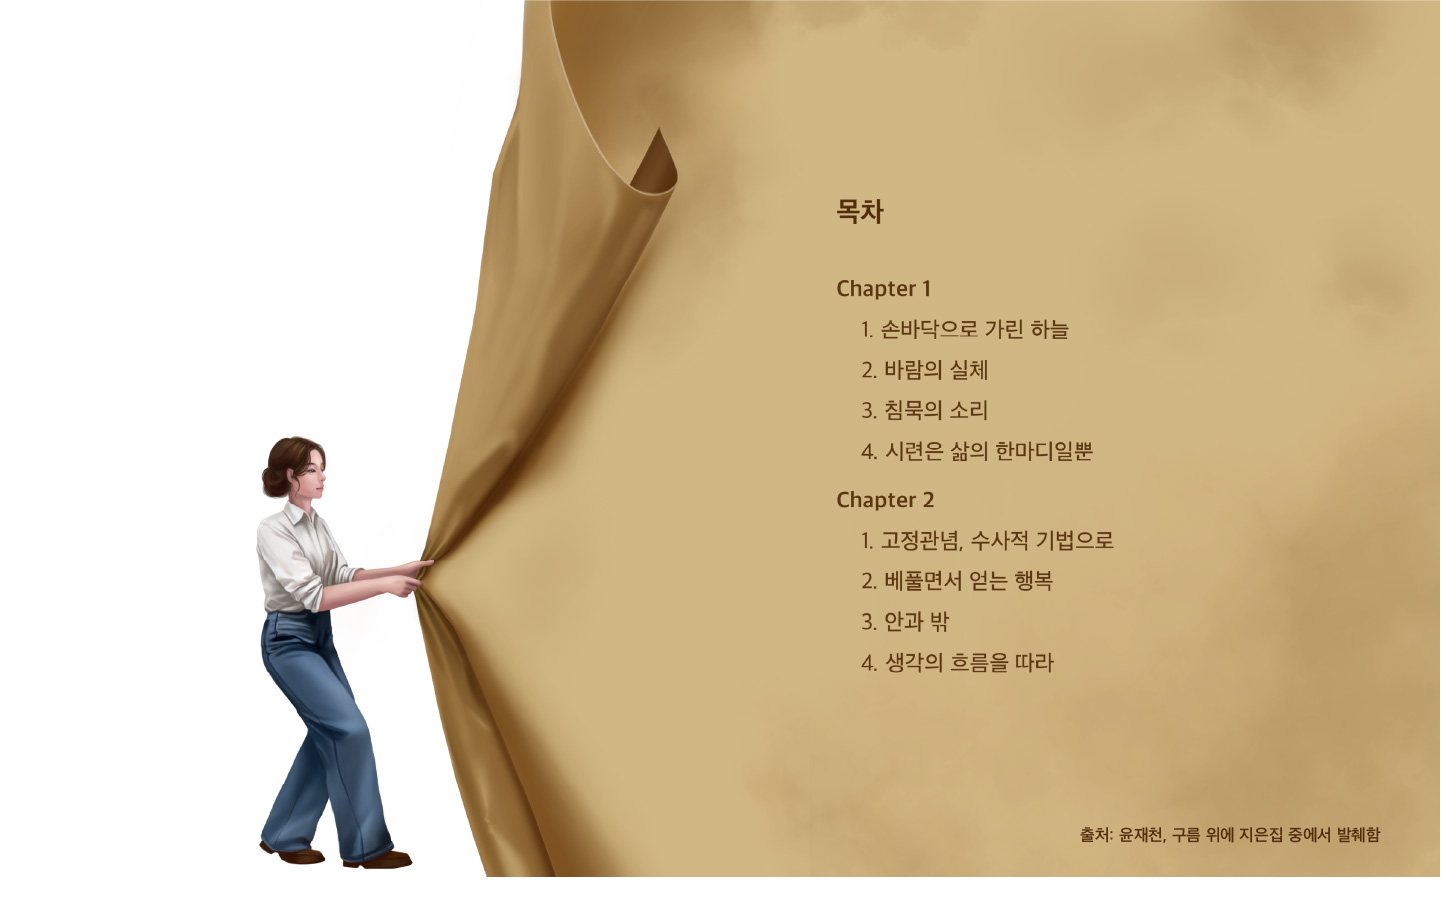 목차
Chapter 1
1. 손바닥으로 가린 하늘
2. 바람의 실체
3. 침묵의 소리
4. 시련은 삶의 한마디일뿐
Chapter 2
1. 고정관념, 수사적 기법으로
2. 베풀면서 얻는 행복
3. 안과 밖
4. 생각의 흐름을 따라
출처: 윤재천, 구름 위에 지은집 중에서 발췌함